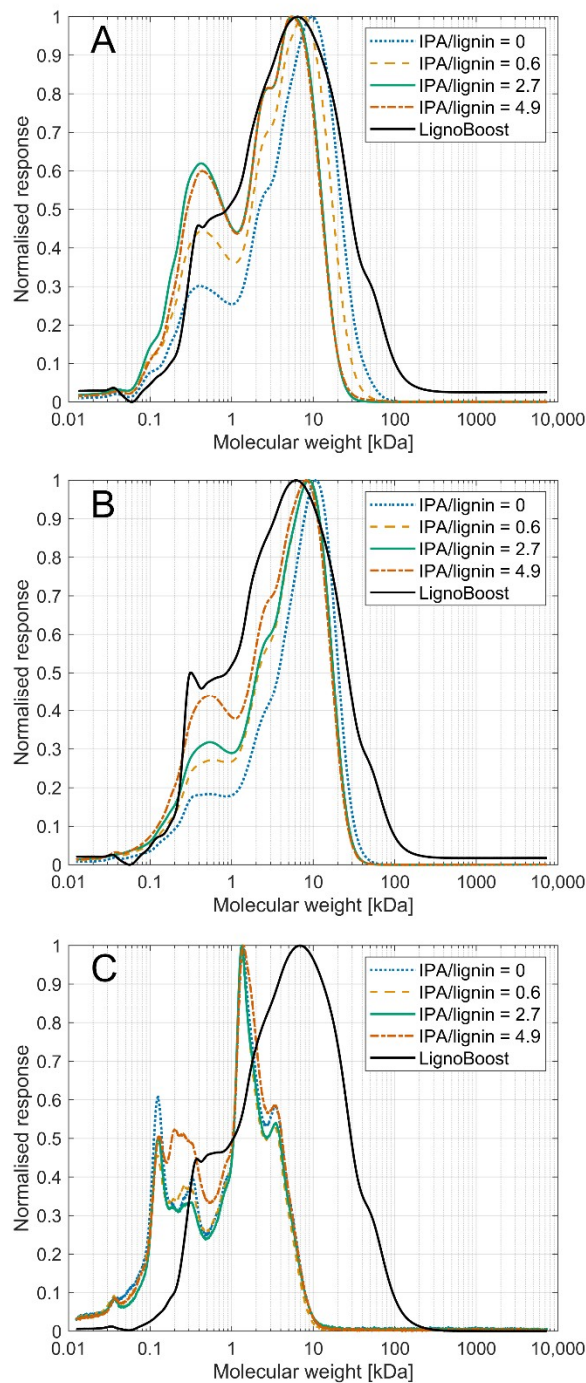 A
Normalised response
1
0.9
0.8
0.7
0.6
0.5
0.4
0.3
0.2
0.1
0
IPA/lignin = 0
IPA/lignin = 0.6
IPA/lignin = 2.7
IPA/lignin = 4.9
LignoBoost
0.01 0.1 1 10 100 1000 10,000
Molecular weight [kDa]
B
Normalised response
1
0.9
0.8
0.7
0.6
0.5
0.4
0.3
0.2
0.1
0
IPA/lignin = 0
IPA/lignin = 0.6
IPA/lignin = 2.7
IPA/lignin = 4.9
LignoBoost
0.01 0.1 1 10 100 1000 10,000
Molecular weight [kDa]
C
Normalised response
1
0.9
0.8
0.7
0.6
0.5
0.4
0.3
0.2
0.1
0
IPA/lignin = 0
IPA/lignin = 0.6
IPA/lignin = 2.7
IPA/lignin = 4.9
LignoBoost
0.01 0.1 1 10 100 1000 10,000
Molecular weight [kDa]